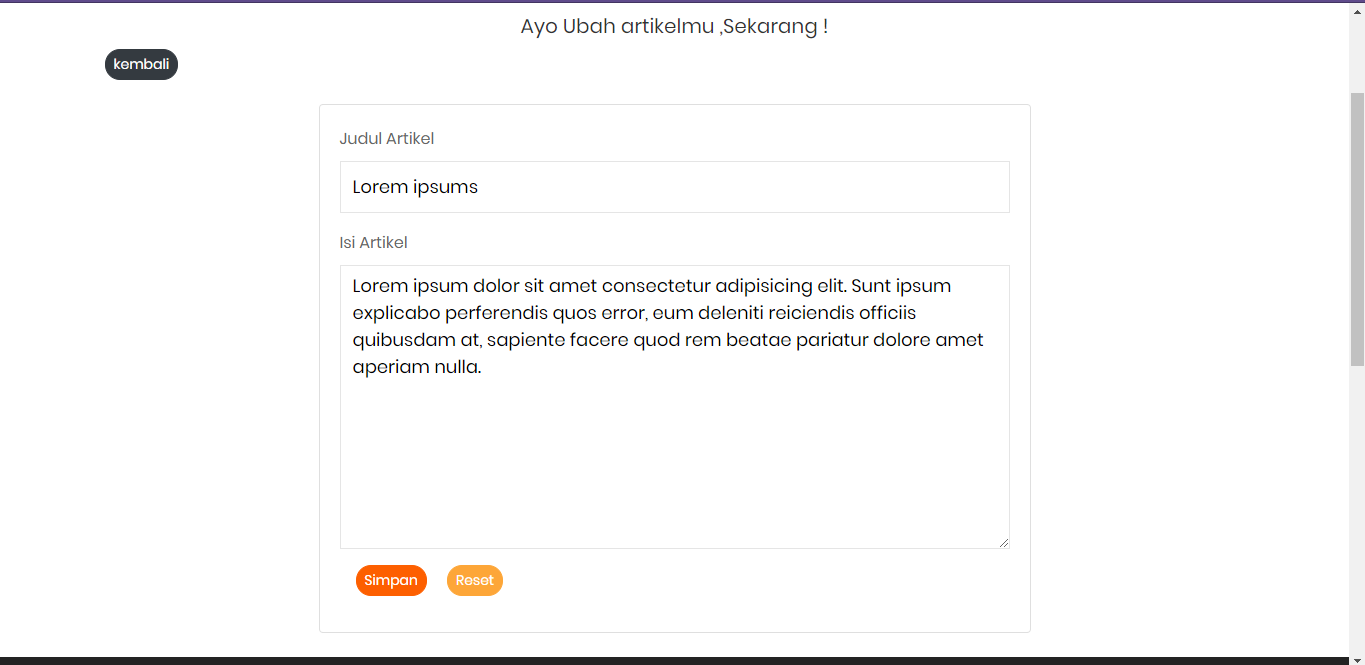 Ayo Ubah artikelmu ,Sekarang !
kembali
Judul Artikel
Lorem ipsums
Isi Artikel
Lorem ipsum dolor sit amet consectetur adipisicing elit. Sunt ipsum
explicabo perferendis quos error, eum deleniti reiciendis officiis
quibusdam at, sapiente facere quod rem beatae pariatur dolore amet
aperiam nulla.
Simpan Reset